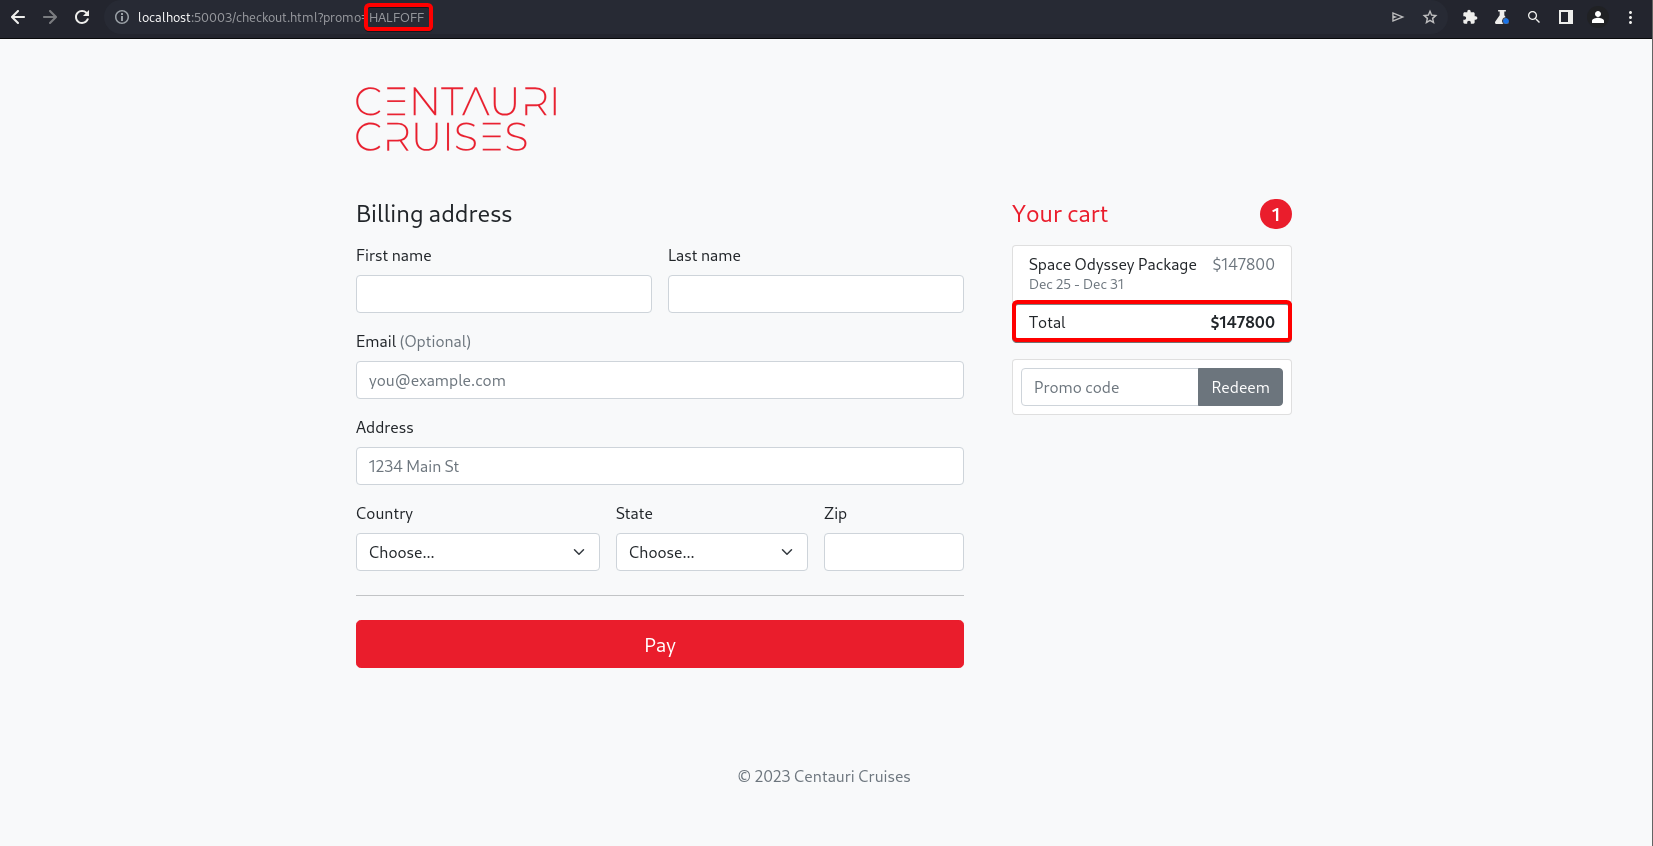 localhost:50003/checkout.html?promo=HALFOFF
CENTAURI
CRUISES
Billing address
First name
Last name
Email (Optional)
you@example.com
Address
1234 Main St
Country
State
Zip
Choose...
Choose...
Pay
Your cart
1
Space Odyssey Package
$147800
Dec 25 - Dec 31
Total
$147800
Promo code
Redeem
© 2023 Centauri Cruises